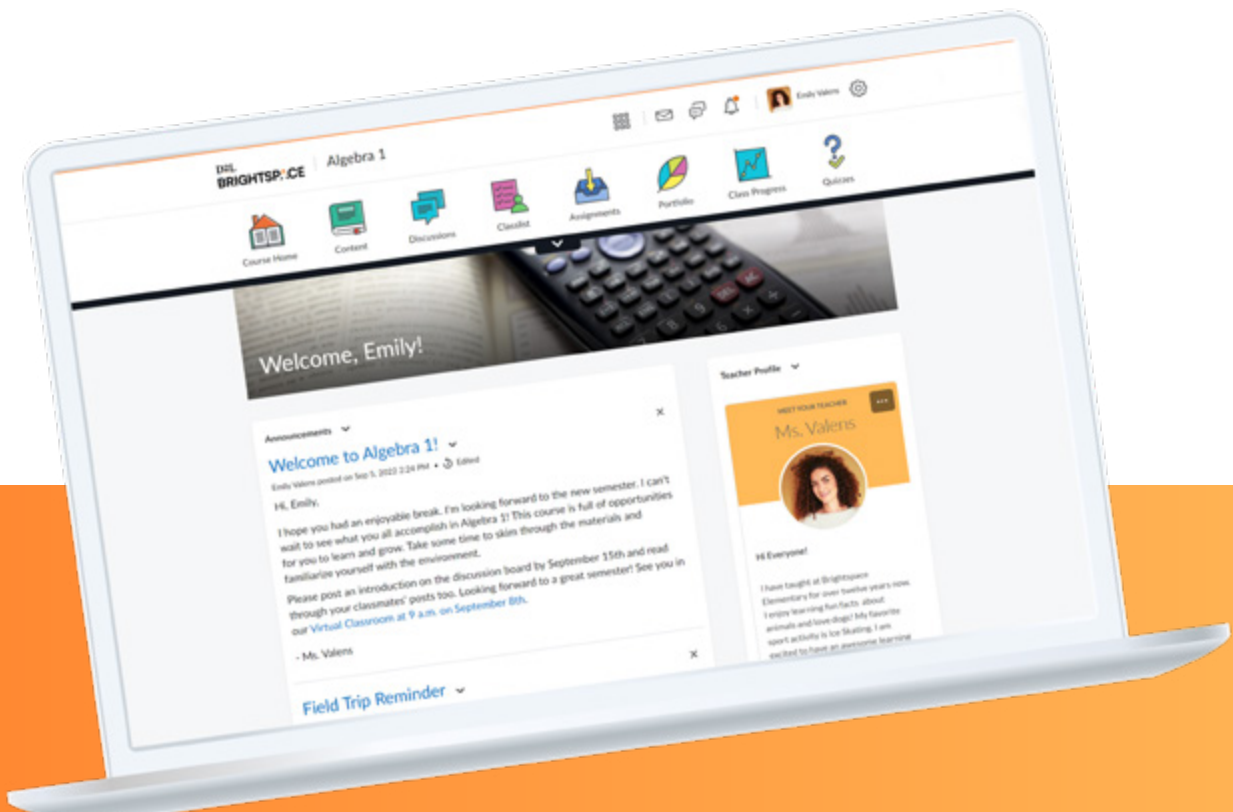 D2L
BRIGHTSPACE
Algebra 1
Emily Valens
Course Home
Content
Discussions
Classlist
Assignments
Portfolio
Class Progress
Quizzes
Welcome, Emily!
Announcements
Welcome to Algebra 1!
Emily Valens posted on Sep 5, 2022 2:24 PM • Edited
Hi, Emily,
I hope you had an enjoyable break. I'm looking forward to the new semester. I can't
wait to see what you all accomplish in Algebra 1! This course is full of opportunities
for you to learn and grow. Take some time to skim through the materials and
familiarize yourself with the environment.
Please post an introduction on the discussion board by September 15th and read
through your classmates' posts too. Looking forward to a great semester! See you in
our Virtual Classroom at 9 a.m. on September 8th.
- Ms. Valens
Field Trip Reminder
Teacher Profile
MEET YOUR TEACHER
Ms. Valens
Hi Everyone!
I have taught at Brightspace
Elementary for over twelve years now.
I enjoy learning fun facts about
animals and love dogs! My favorite
sport activity is Ice Skating. I am
excited to have an awesome learning